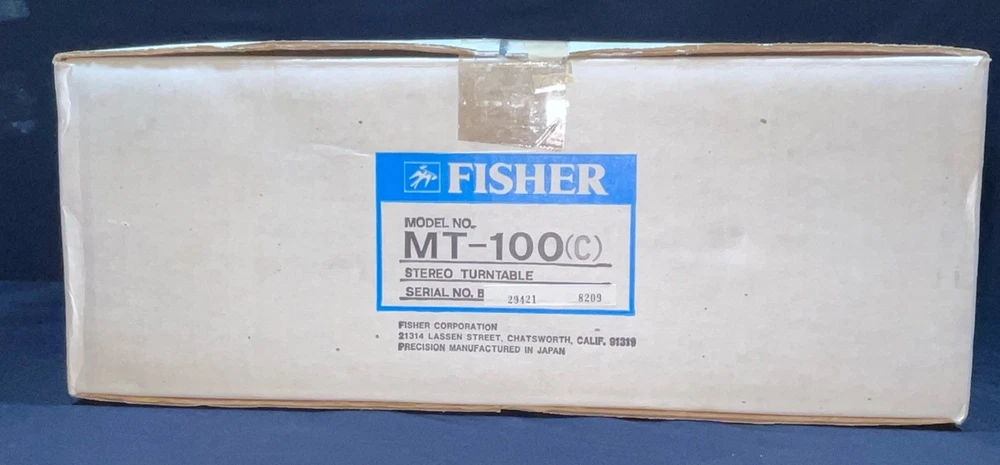 FISHER
MODEL NO.
MT-100(C)
STEREO TURNTABLE
SERIAL NO. B 29421 8209
FISHER CORPORATION
21314 LASSEN STREET, CHATSWORTH, CALIF. 91319
PRECISION MANUFACTURED IN JAPAN